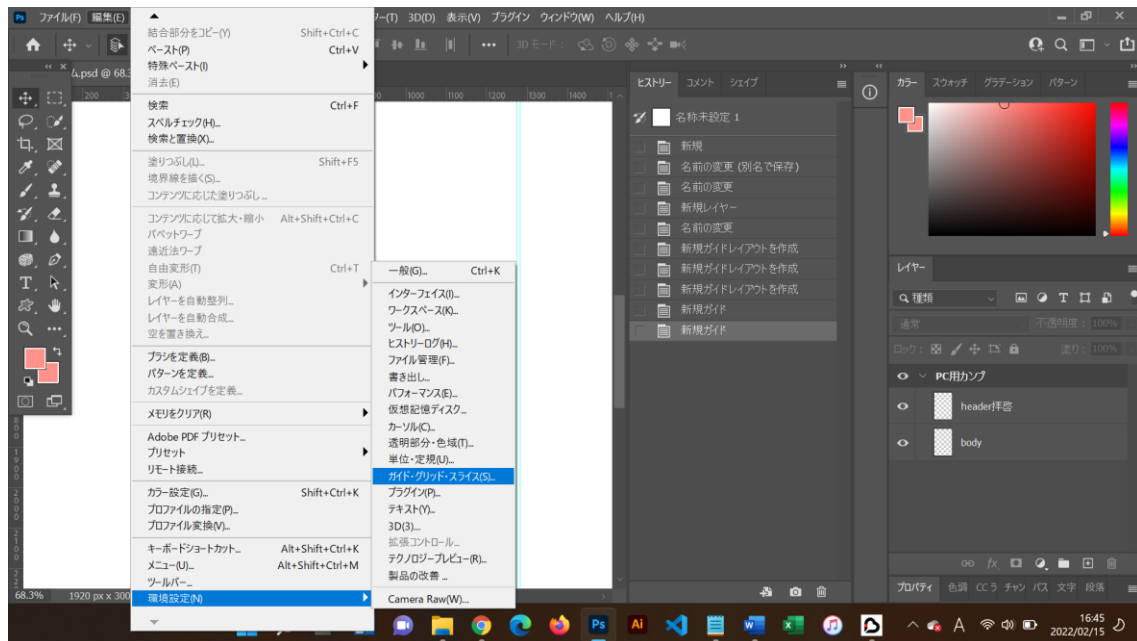 Ps ファイル(F) 編集(E) ー(T) 3D(D) 表示(V) プラグイン ウィンドウ(W) ヘルプ(H)
3Dモード:
ム.psd @ 68.3
200
0 1000 1100 1200 1300 1400 1
結合部分をコピー(Y) Shift+Ctrl+C
ペースト(P) Ctrl+V
特殊ペースト(I)
消去(E)
検索 Ctrl+F
スペルチェック(H)...
検索と置換(X)...
塗りつぶし(L)... Shift+F5
境界線を描く(S)...
コンテンツに応じた塗りつぶし...
コンテンツに応じて拡大・縮小 Alt+Shift+Ctrl+C
パペットワープ
遠近法ワープ
自由変形(T) Ctrl+T
変形(A)
レイヤーを自動整列...
レイヤーを自動合成...
空を置き換え...
ブラシを定義(B)...
パターンを定義...
カスタムシェイプを定義...
メモリをクリア(R)
Adobe PDF プリセット...
プリセット
リモート接続...
カラー設定(G)... Shift+Ctrl+K
プロファイルの指定(P)...
プロファイル変換(V)...
キーボードショートカット... Alt+Shift+Ctrl+K
メニュー(U)... Alt+Shift+Ctrl+M
ツールバー...
環境設定(N)
一般(G)... Ctrl+K
インターフェイス(I)...
ワークスペース(K)...
ツール(O)...
ヒストリーログ(H)...
ファイル管理(F)...
書き出し...
パフォーマンス(E)...
仮想記憶ディスク...
カーソル(C)...
透明部分・色域(T)...
単位・定規(U)...
ガイド・グリッド・スライス(S)...
プラグイン(P)...
テキスト(Y)...
3D(3)...
拡張コントロール...
テクノロジープレビュー(R)...
製品の改善...
Camera Raw(W)...
68.3% 1920 px x 300
ヒストリー コメント シェイプ
名称未設定 1
新規
名前の変更 (別名で保存)
名前の変更
新規レイヤー
名前の変更
新規ガイドレイアウトを作成
新規ガイドレイアウトを作成
新規ガイドレイアウトを作成
新規ガイド
新規ガイド
カラー スウォッチ グラデーション パターン
レイヤー
種類
通常 不透明度: 100%
ロック: 塗り: 100%
PC用カンプ
header拝啓
body
fx
プロパティ 色調 CCラ チャン パス 文字 段落
Ps Ai
A 16:45
2022/02/15